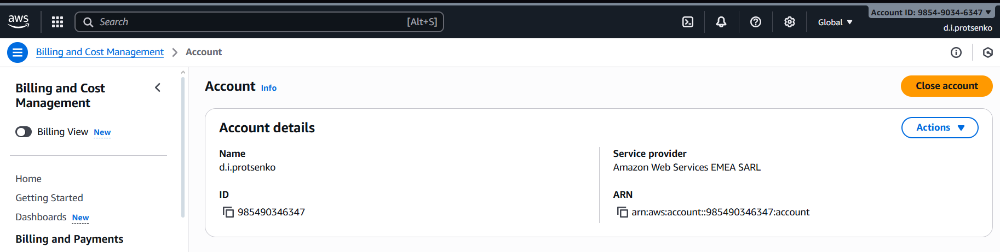 aws
Search
[Alt+S]
Global
Account ID: 9854-9034-6347
d.i.protsenko
Billing and Cost Management
Account
Billing and Cost
Management
Billing View New
Home
Getting Started
Dashboards New
Billing and Payments
Account Info
Close account
Account details
Actions
Name
d.i.protsenko
Service provider
Amazon Web Services EMEA SARL
ID
985490346347
ARN
arn:aws:account::985490346347:account